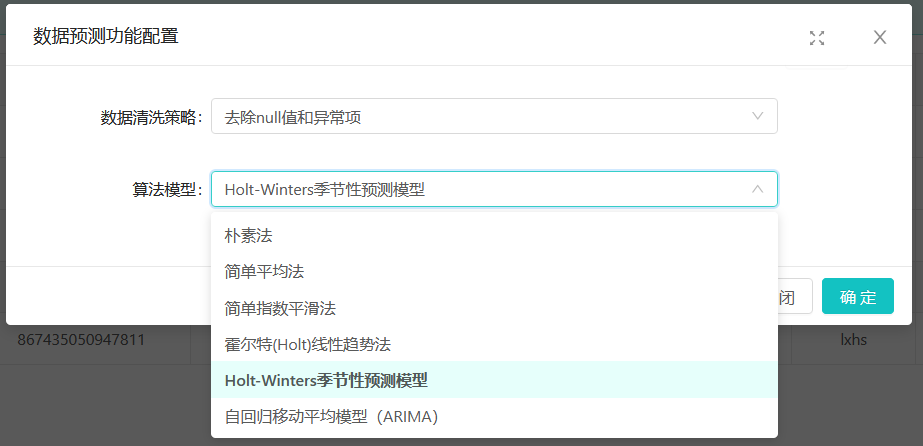 数据预测功能配置
数据清洗策略: 去除null值和异常项
算法模型: Holt-Winters季节性预测模型
朴素法
简单平均法
简单指数平滑法
霍尔特(Holt)线性趋势法
Holt-Winters季节性预测模型
自回归移动平均模型（ARIMA）
闭 确 定
867435050947811 lxhs